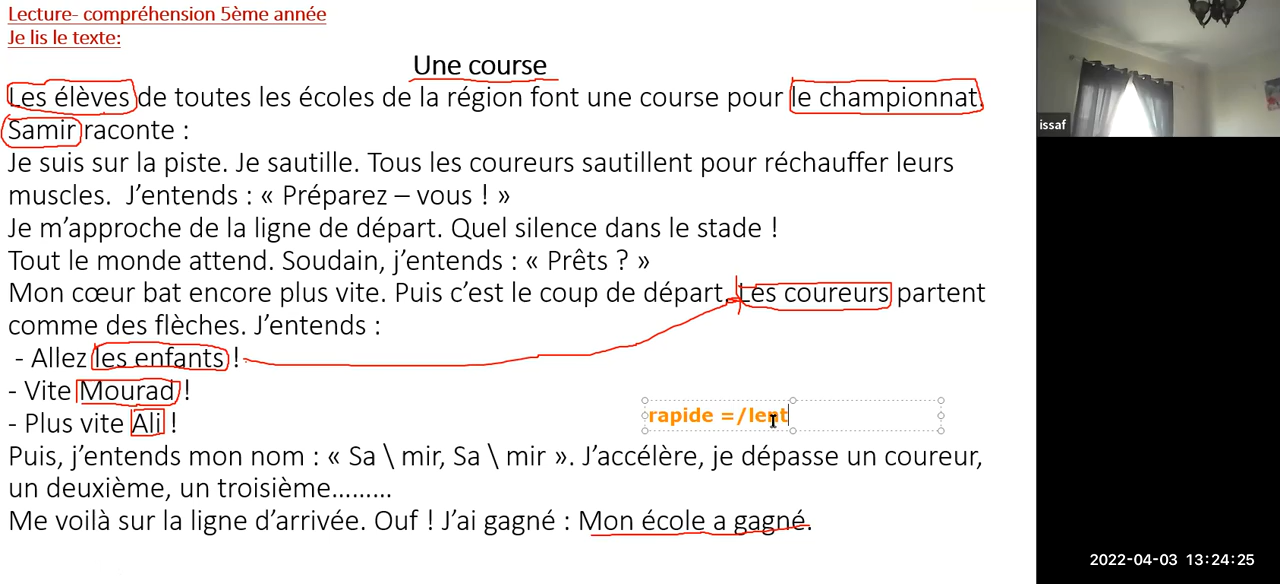 Lecture- compréhension 5ème année
Je lis le texte:
Une course
Les élèves de toutes les écoles de la région font une course pour le championnat.
Samir raconte :
Je suis sur la piste. Je sautille. Tous les coureurs sautillent pour réchauffer leurs
muscles.  J’entends : « Préparez – vous ! »
Je m’approche de la ligne de départ. Quel silence dans le stade !
Tout le monde attend. Soudain, j’entends : « Prêts ? »
Mon cœur bat encore plus vite. Puis c’est le coup de départ. Les coureurs partent
comme des flèches. J’entends :
- Allez les enfants !
- Vite Mourad !
- Plus vite Ali !
rapide =/lent
Puis, j’entends mon nom : « Sa \ mir, Sa \ mir ». J’accélère, je dépasse un coureur,
un deuxième, un troisième.........
Me voilà sur la ligne d’arrivée. Ouf ! J’ai gagné : Mon école a gagné.
issaf
2022-04-03 13:24:25